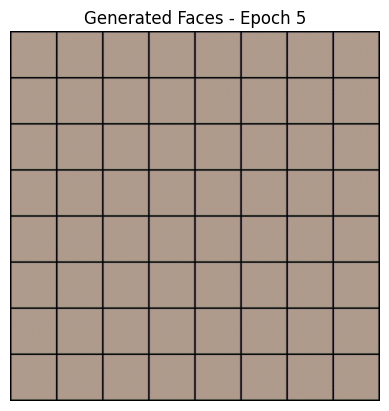 Generated Faces - Epoch 5